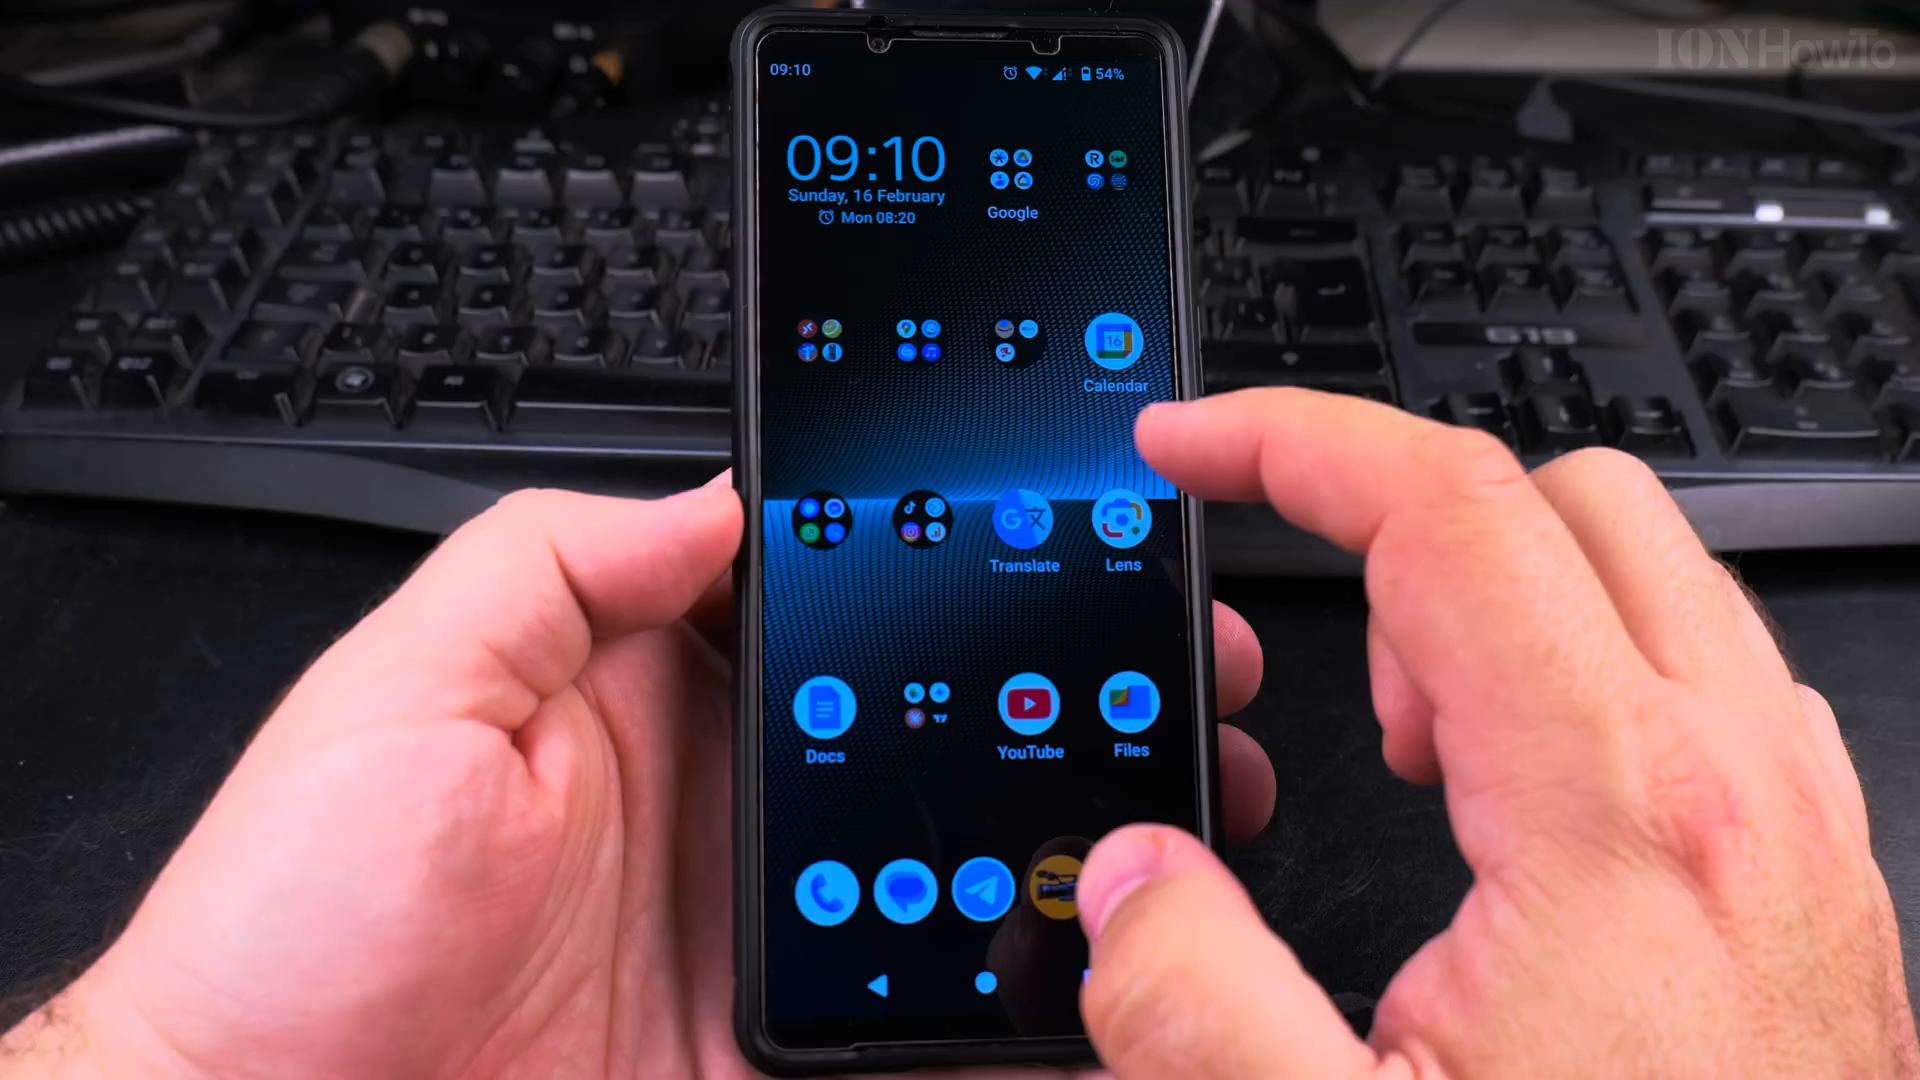 IONHowTo
09:10
54%
09:10
Sunday, 16 February
Mon 08:20
Google
16
Calendar
Translate
Lens
Docs
YouTube
Files
G19